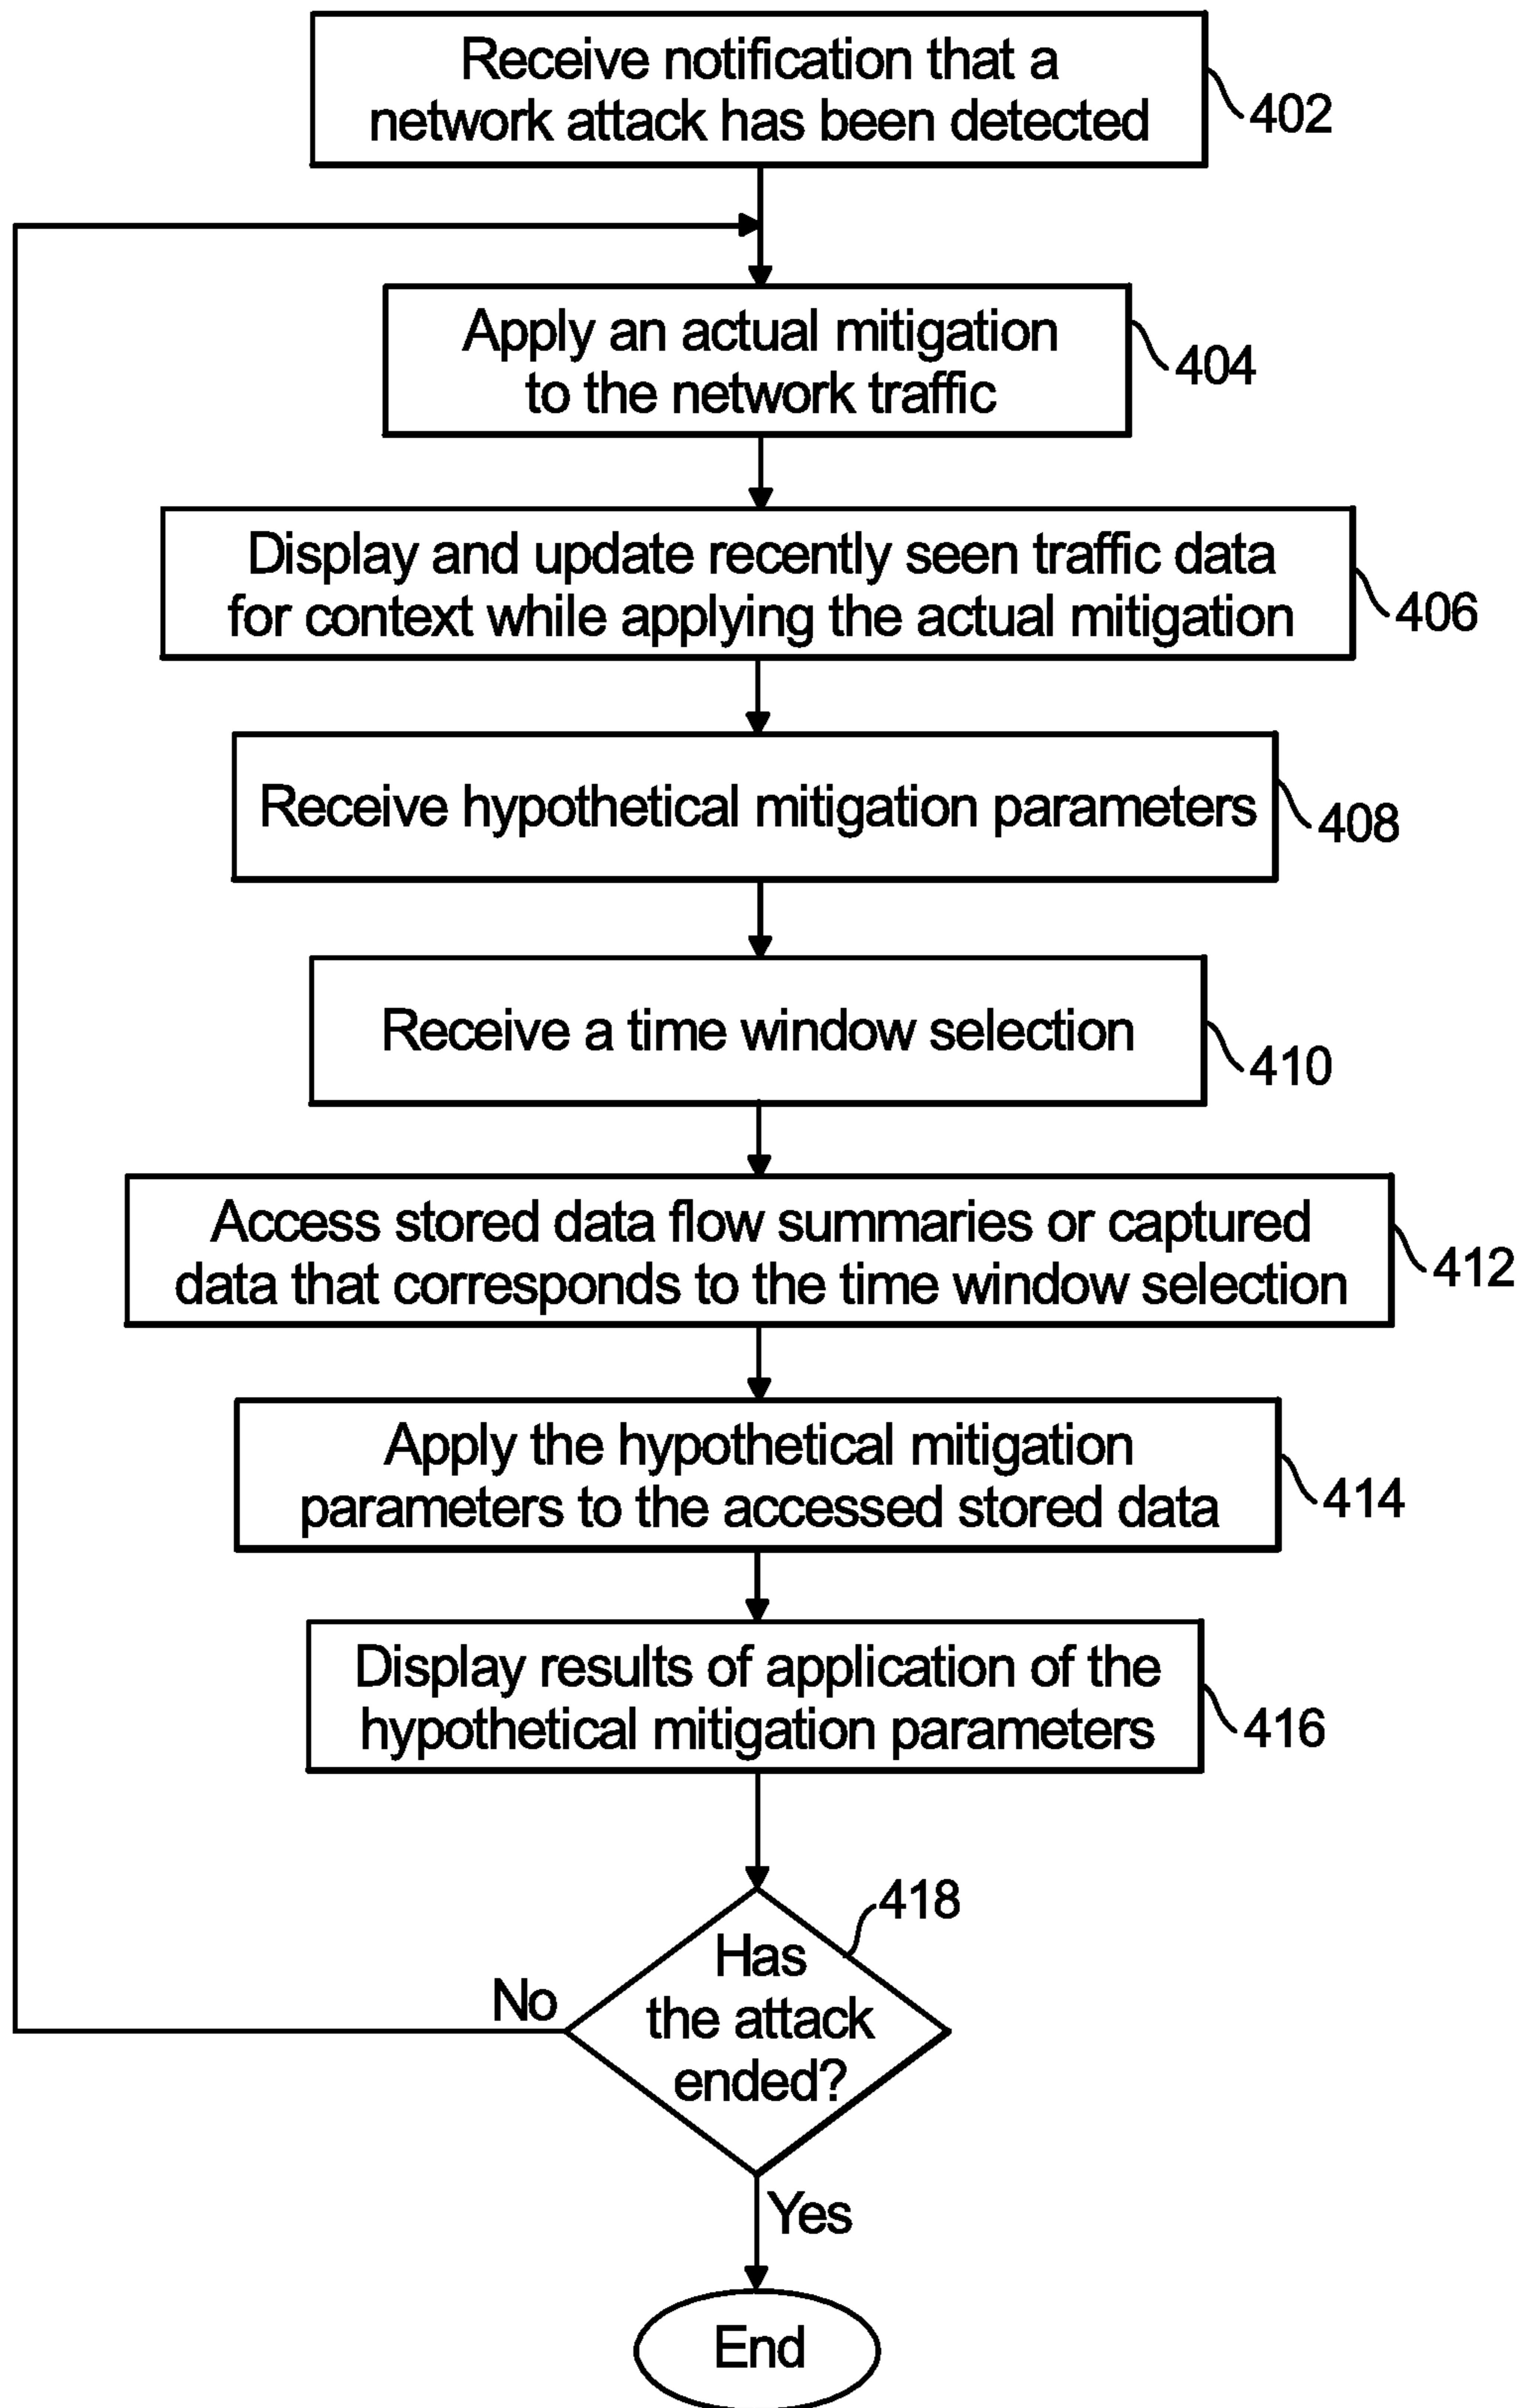 Receive notification that a
network attack has been detected
402
Apply an actual mitigation
to the network traffic
404
Display and update recently seen traffic data
for context while applying the actual mitigation
406
Receive hypothetical mitigation parameters
408
Receive a time window selection
410
Access stored data flow summaries or captured
data that corresponds to the time window selection
412
Apply the hypothetical mitigation
parameters to the accessed stored data
414
Display results of application of the
hypothetical mitigation parameters
416
418
Has
the attack
ended?
No
Yes
End